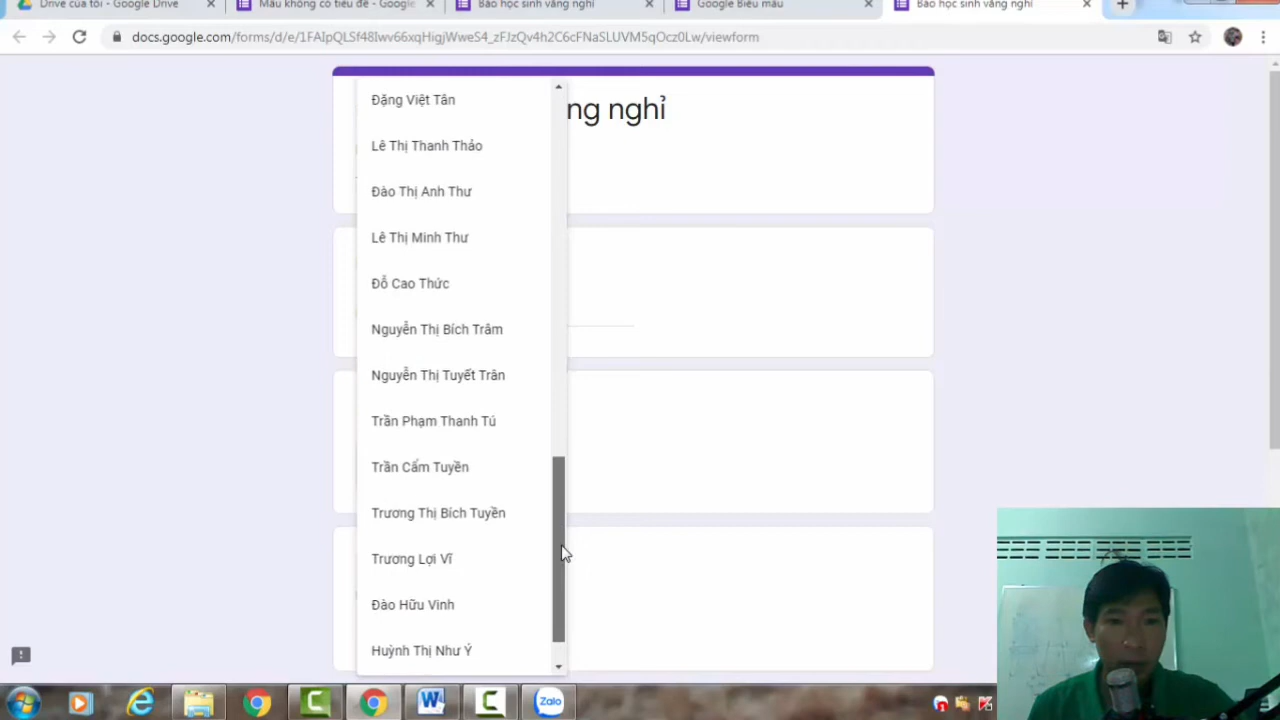 Drive của tôi - Google Drive
Mẫu không có tiêu đề - Google
Báo học sinh vắng nghỉ
Google Biểu mẫu
Báo học sinh vắng nghỉ
docs.google.com/forms/d/e/1FAIpQLSf48Iwv66xqHigjWweS4_zFJzQv4h2C6cFNaSLUVM5qOcz0Lw/viewform
ng nghỉ
Đặng Việt Tân
Lê Thị Thanh Thảo
Đào Thị Anh Thư
Lê Thị Minh Thư
Đỗ Cao Thức
Nguyễn Thị Bích Trâm
Nguyễn Thị Tuyết Trân
Trần Phạm Thanh Tú
Trần Cẩm Tuyền
Trương Thị Bích Tuyền
Trương Lợi Vĩ
Đào Hữu Vinh
Huỳnh Thị Như Ý
Zalo